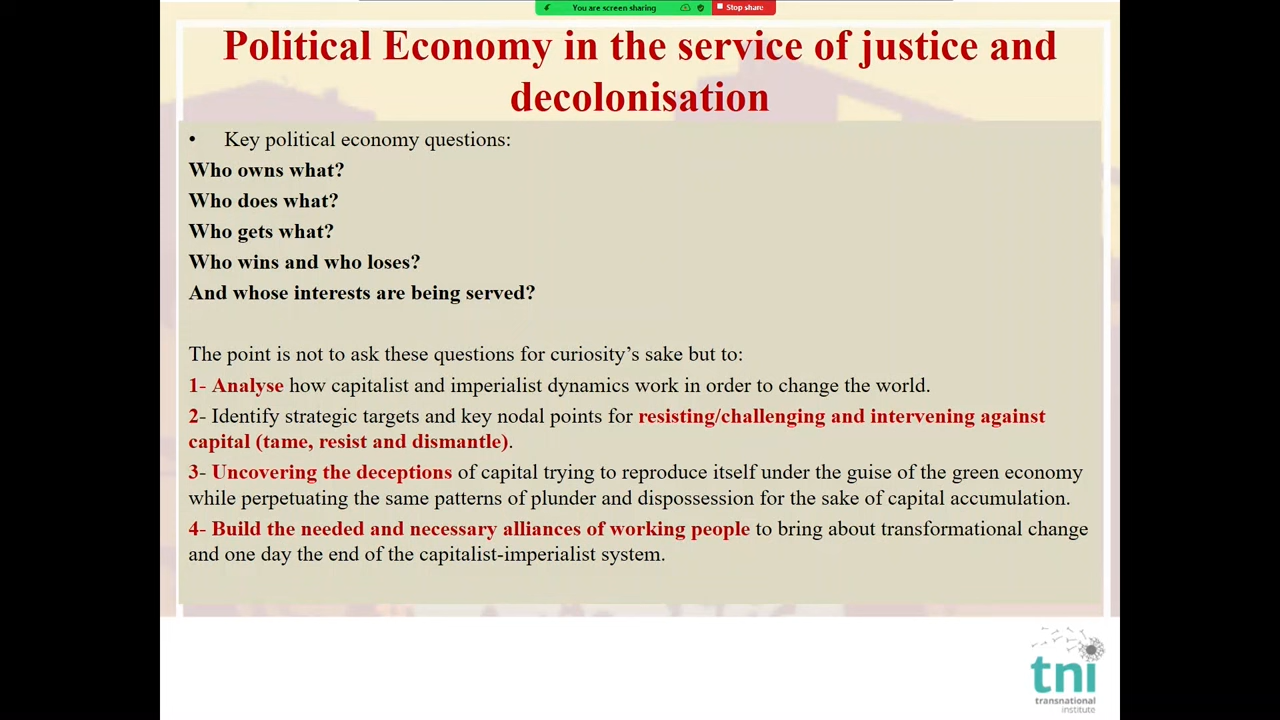 You are screen sharing
Stop share
Political Economy in the service of justice and
decolonisation
• Key political economy questions:
Who owns what?
Who does what?
Who gets what?
Who wins and who loses?
And whose interests are being served?
The point is not to ask these questions for curiosity’s sake but to:
1- Analyse how capitalist and imperialist dynamics work in order to change the world.
2- Identify strategic targets and key nodal points for resisting/challenging and intervening against
capital (tame, resist and dismantle).
3- Uncovering the deceptions of capital trying to reproduce itself under the guise of the green economy
while perpetuating the same patterns of plunder and dispossession for the sake of capital accumulation.
4- Build the needed and necessary alliances of working people to bring about transformational change
and one day the end of the capitalist-imperialist system.
tni
transnational
institute